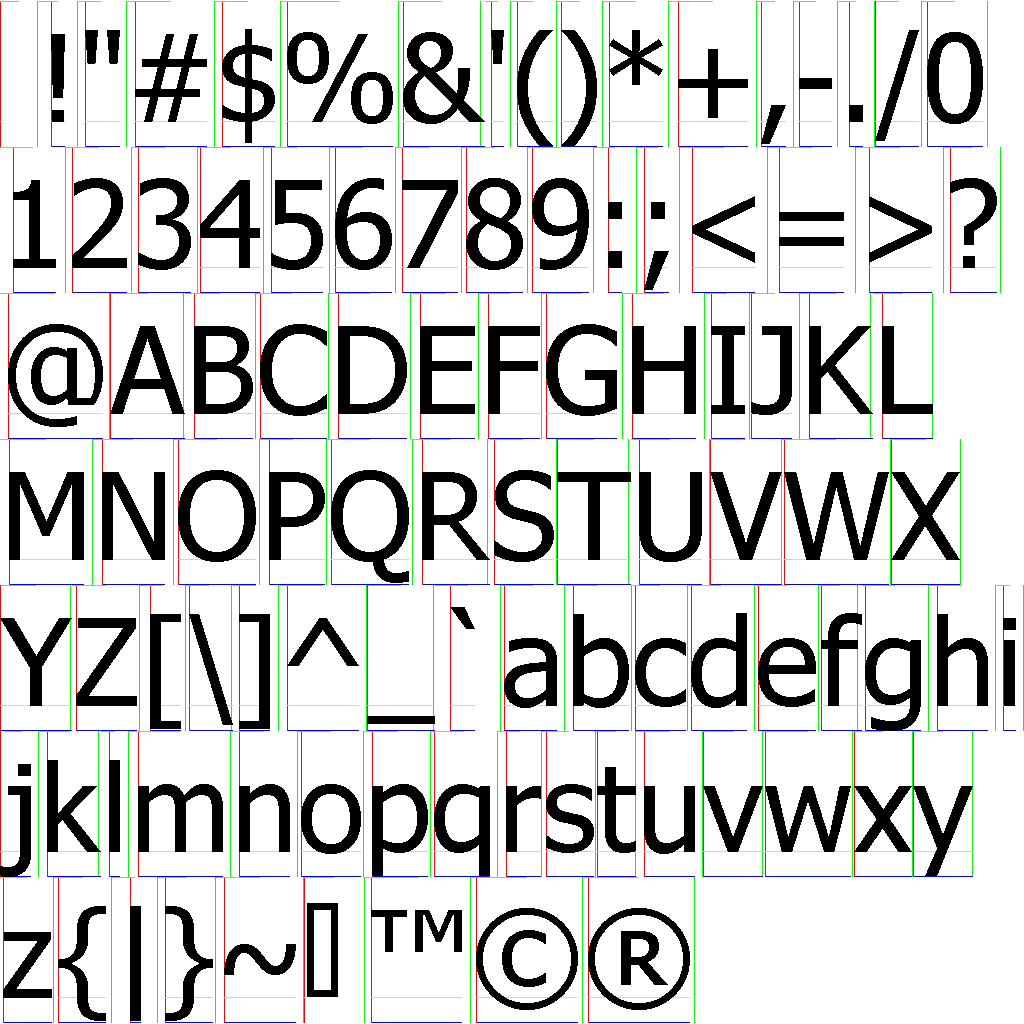 !"#$%&'()*+,-./0
123456789:;<=>?
@ABCDEFGHIJKL
MNOPQRSTUVWX
YZ[\]^_`abcdefghi
jklmnopqrstuvwxy
z{|}~▯™©®